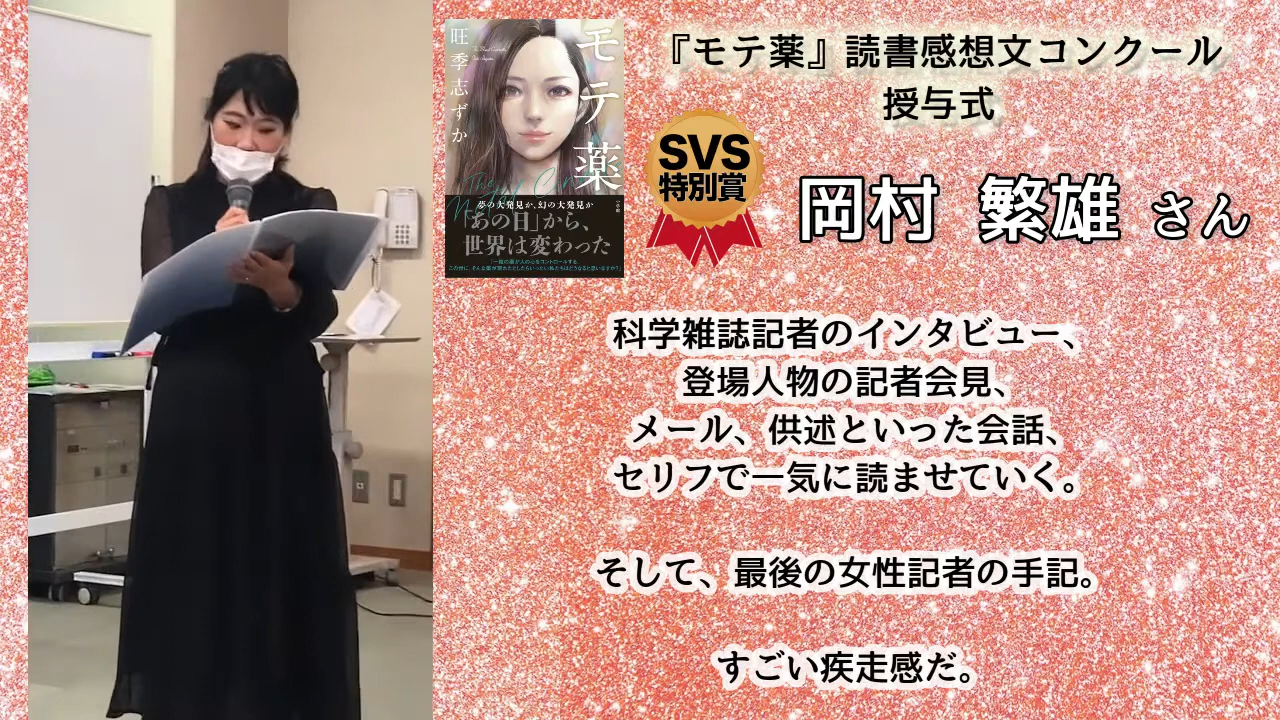 『モテ薬』読書感想文コンクール
授与式
SVS
特別賞
岡村 繁雄 さん
モテ薬
旺季志ずか
夢の大発見か、幻の大発見か
「あの日」から、
世界は変わった
科学雑誌記者のインタビュー、
登場人物の記者会見、
メール、供述といった会話、
セリフで一気に読ませていく。
そして、最後の女性記者の手記。
すごい疾走感だ。